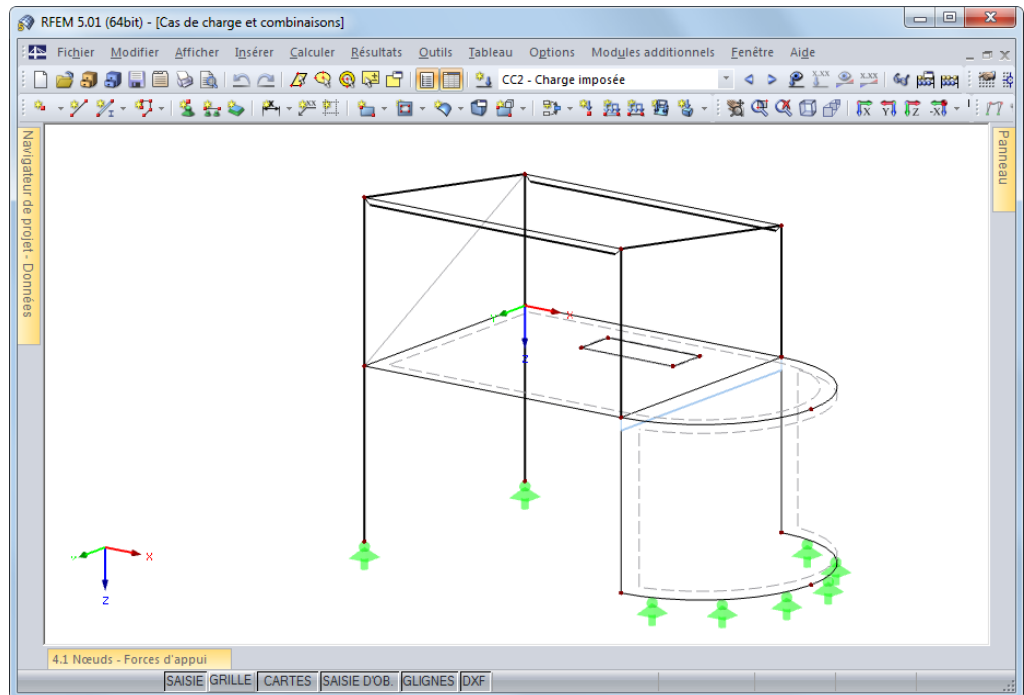 RFEM 5.01 (64bit) - [Cas de charge et combinaisons]
Fichier Modifier Afficher Insérer Calculer Résultats Outils Tableau Options Modules additionnels Fenêtre Aide
CC2 - Charge imposée
Navigateur de projet - Données
Panneau
X
Y
Z
X
Y
Z
4.1 Nœuds - Forces d'appui
SAISIE GRILLE CARTES SAISIE D'OB. GLIGNES DXF